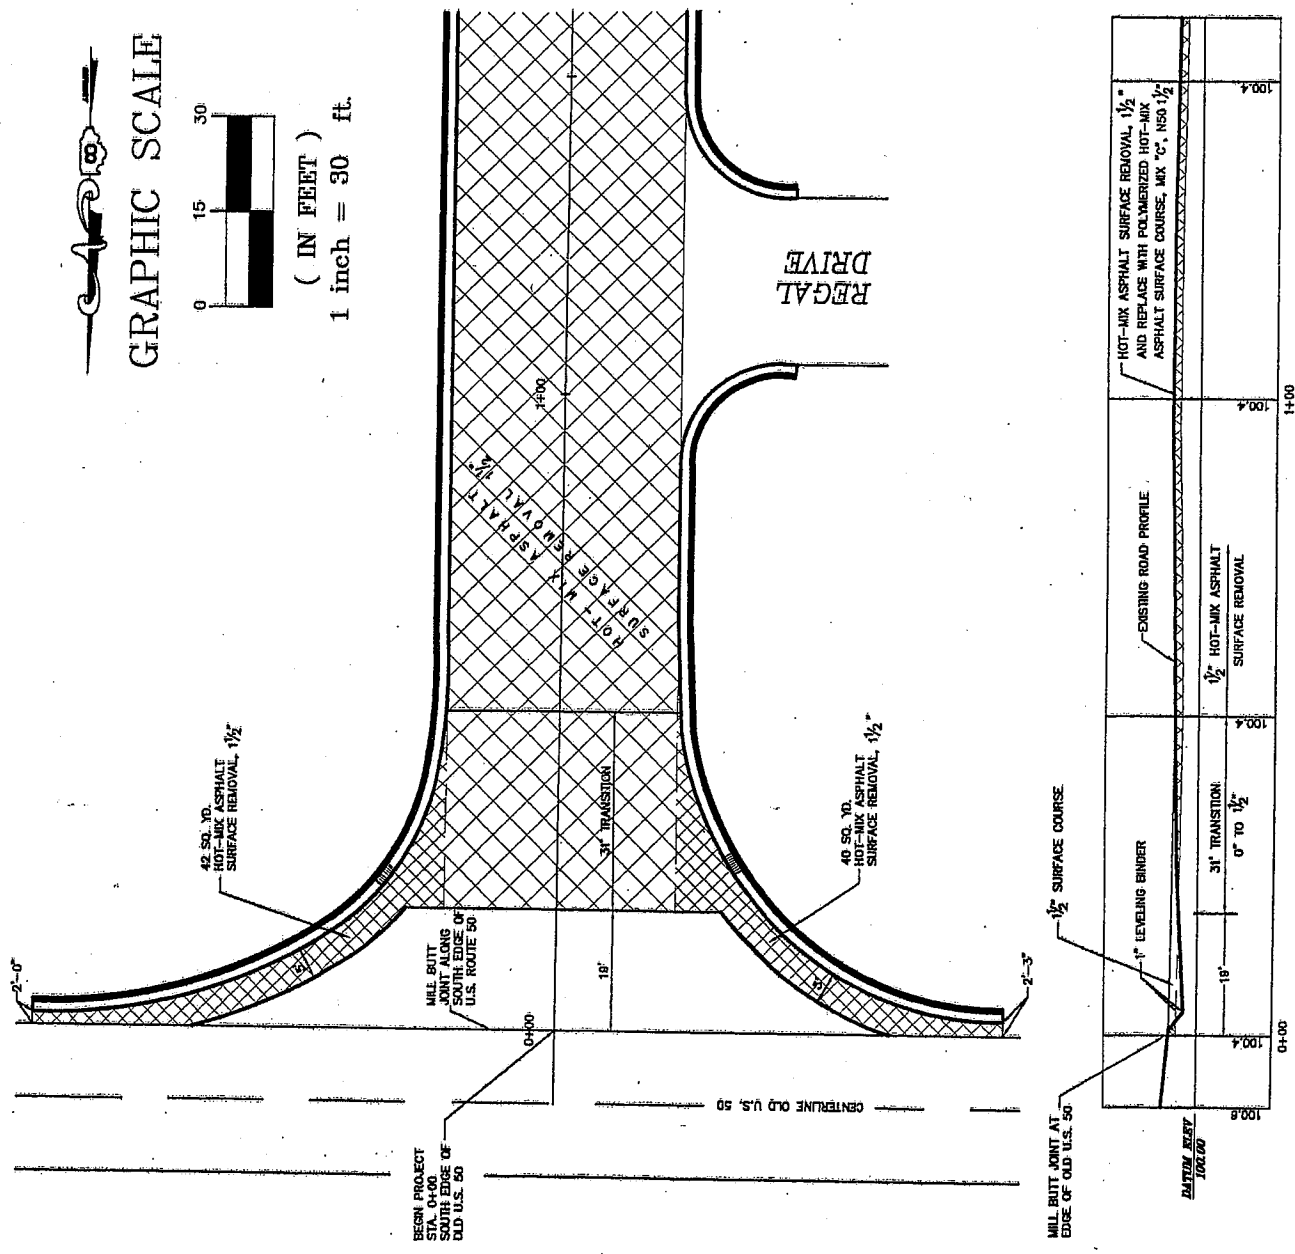 GRAPHIC SCALE
0
15
30
( IN FEET )
1 inch = 30 ft.
REGAL
DRIVE
1+00
HOT-MIX ASPHALT
SURFACE REMOVAL 1½"
42 SQ. YD.
HOT-MIX ASPHALT
SURFACE REMOVAL, 1½"
40 SQ. YD.
HOT-MIX ASPHALT
SURFACE REMOVAL, 1½"
31' TRANSITION
19'
5'
2'-0"
2'-3"
MILL BUTT
JOINT ALONG
SOUTH EDGE OF
U.S. ROUTE 50
0+00
BEGIN PROJECT
STA. 0+00
SOUTH EDGE OF
OLD U.S. 50
CENTERLINE OLD U.S. 50
HOT-MIX ASPHALT SURFACE REMOVAL, 1½"
AND REPLACE WITH POLYMERIZED HOT-MIX
ASPHALT SURFACE COURSE, MIX "C", N50 1½"
EXISTING ROAD PROFILE
1½" HOT-MIX ASPHALT
SURFACE REMOVAL
1½" SURFACE COURSE
1" LEVELING BINDER
31' TRANSITION
0" TO 1½"
19'
MILL BUTT JOINT AT
EDGE OF OLD U.S. 50
DATUM ELEV
100.00
100.6
100.4
100.4
100.4
100.4
0+00
1+00